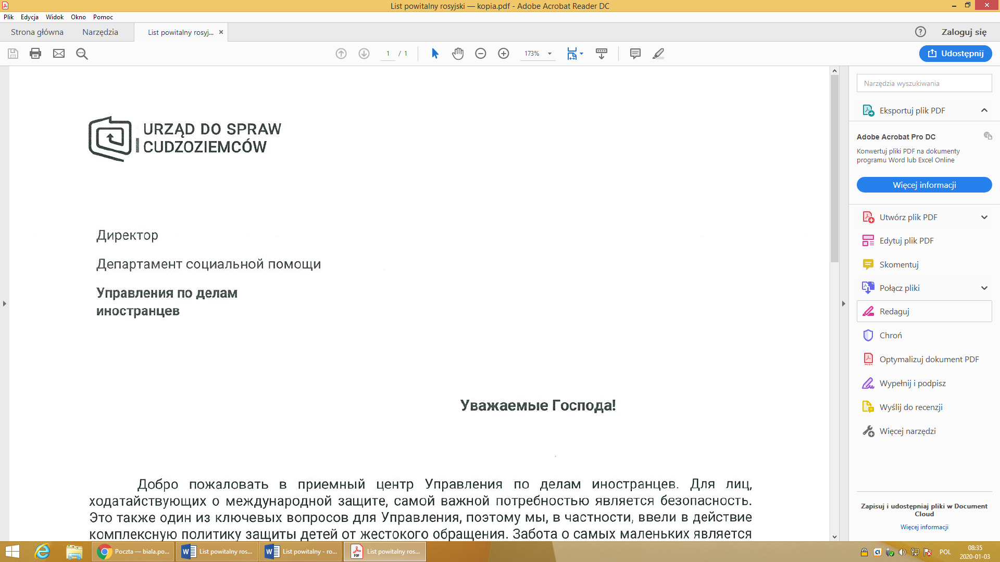 List powitalny rosyjski — kopia.pdf - Adobe Acrobat Reader DC
Plik Edycja Widok Okno Pomoc
Strona główna Narzędzia List powitalny rosyj... × ? Zaloguj się
1 / 1 173% Udostępnij
URZĄD DO SPRAW
CUDZOZIEMCÓW
Директор
Департамент социальной помощи
Управления по делам
иностранцев
Уважаемые Господа!
Добро пожаловать в приемный центр Управления по делам иностранцев. Для лиц,
ходатайствующих о международной защите, самой важной потребностью является безопасность.
Это также один из ключевых вопросов для Управления, поэтому мы, в частности, ввели в действие
комплексную политику защиты детей от жестокого обращения. Забота о самых маленьких является
Narzędzia wyszukiwania
Eksportuj plik PDF
Adobe Acrobat Pro DC
Konwertuj pliki PDF na dokumenty
programu Word lub Excel Online
Więcej informacji
Utwórz plik PDF
Edytuj plik PDF
Skomentuj
Połącz pliki
Redaguj
Chroń
Optymalizuj dokument PDF
Wypełnij i podpisz
Wyślij do recenzji
Więcej narzędzi
Zapisuj i udostępniaj pliki w Document
Cloud
Więcej informacji
Poczta — biala.po... List powitalny ros... List powitalny - ro... List powitalny ros... POL 08:35
2020-01-03